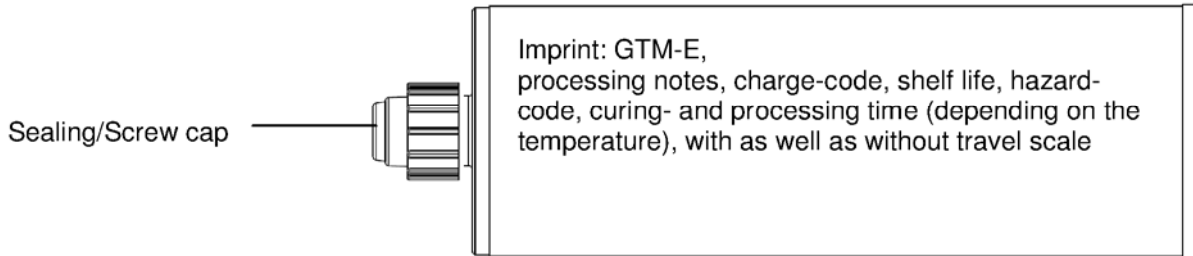 Imprint: GTM-E,
processing notes, charge-code, shelf life, hazard-
code, curing- and processing time (depending on the
temperature), with as well as without travel scale
Sealing/Screw cap